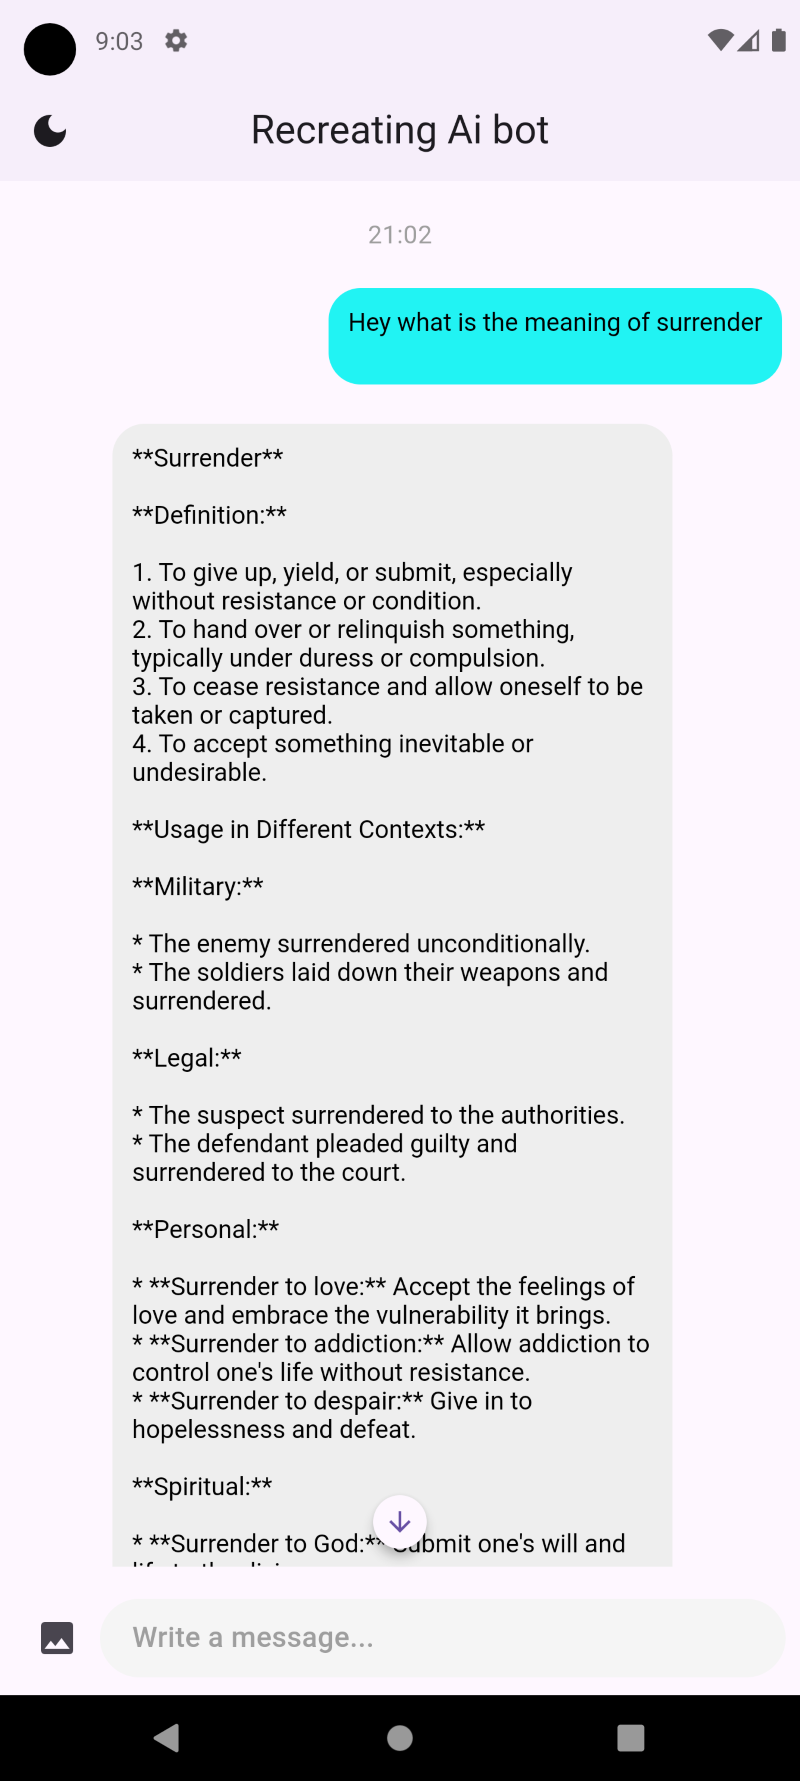 9:03
Recreating Ai bot
21:02
Hey what is the meaning of surrender
**Surrender**
**Definition:**
1. To give up, yield, or submit, especially
without resistance or condition.
2. To hand over or relinquish something,
typically under duress or compulsion.
3. To cease resistance and allow oneself to be
taken or captured.
4. To accept something inevitable or
undesirable.
**Usage in Different Contexts:**
**Military:**
* The enemy surrendered unconditionally.
* The soldiers laid down their weapons and
surrendered.
**Legal:**
* The suspect surrendered to the authorities.
* The defendant pleaded guilty and
surrendered to the court.
**Personal:**
* **Surrender to love:** Accept the feelings of
love and embrace the vulnerability it brings.
* **Surrender to addiction:** Allow addiction to
control one's life without resistance.
* **Surrender to despair:** Give in to
hopelessness and defeat.
**Spiritual:**
* **Surrender to God:** Submit one's will and
Write a message...